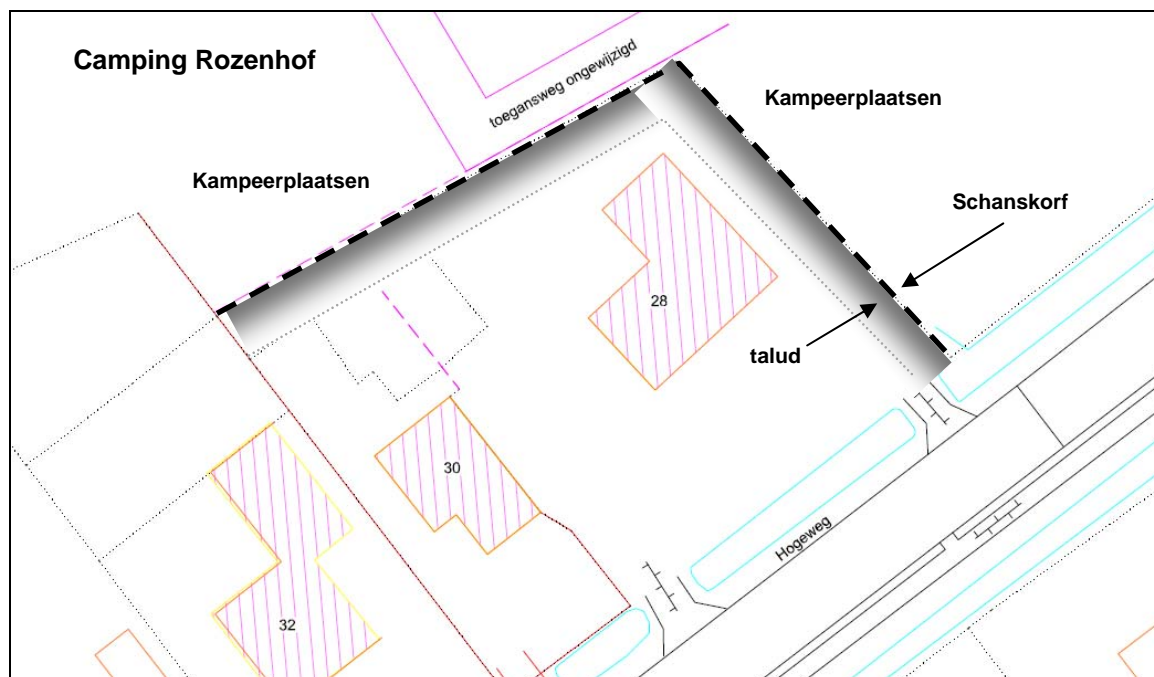 Camping Rozenhof
toegansweg ongewijzigd
Kampeerplaatsen
Kampeerplaatsen
Schanskorf
28
talud
30
Hogeweg
32